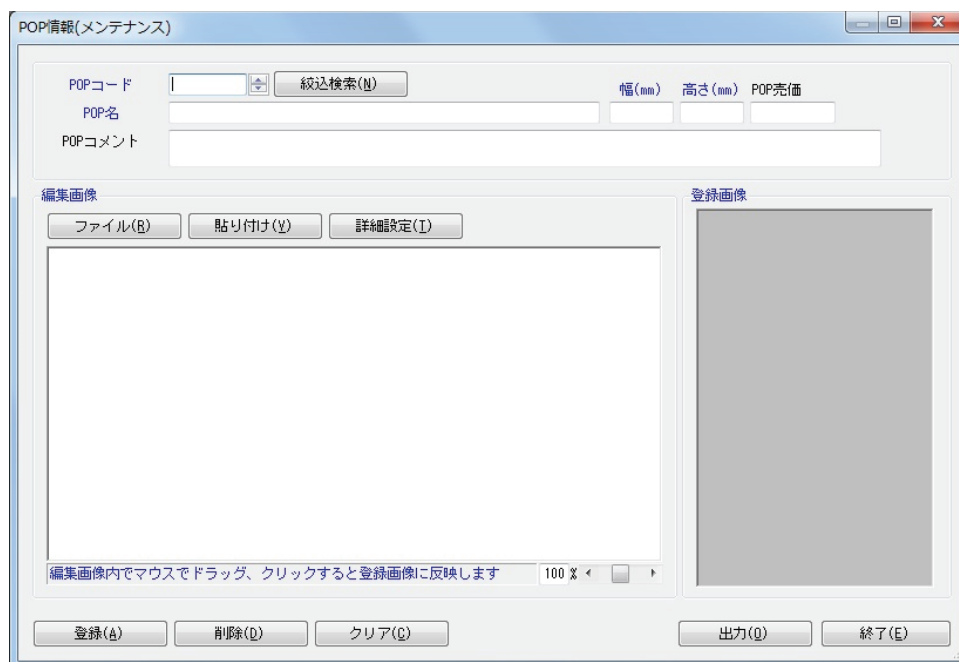 POP情報(メンテナンス)
POPコード 絞込検索(N) 幅(mm) 高さ(mm) POP売価
POP名
POPコメント
編集画像 登録画像
ファイル(R) 貼り付け(V) 詳細設定(T)
編集画像内でマウスでドラッグ、クリックすると登録画像に反映します 100 %
登録(A) 削除(D) クリア(C) 出力(O) 終了(E)